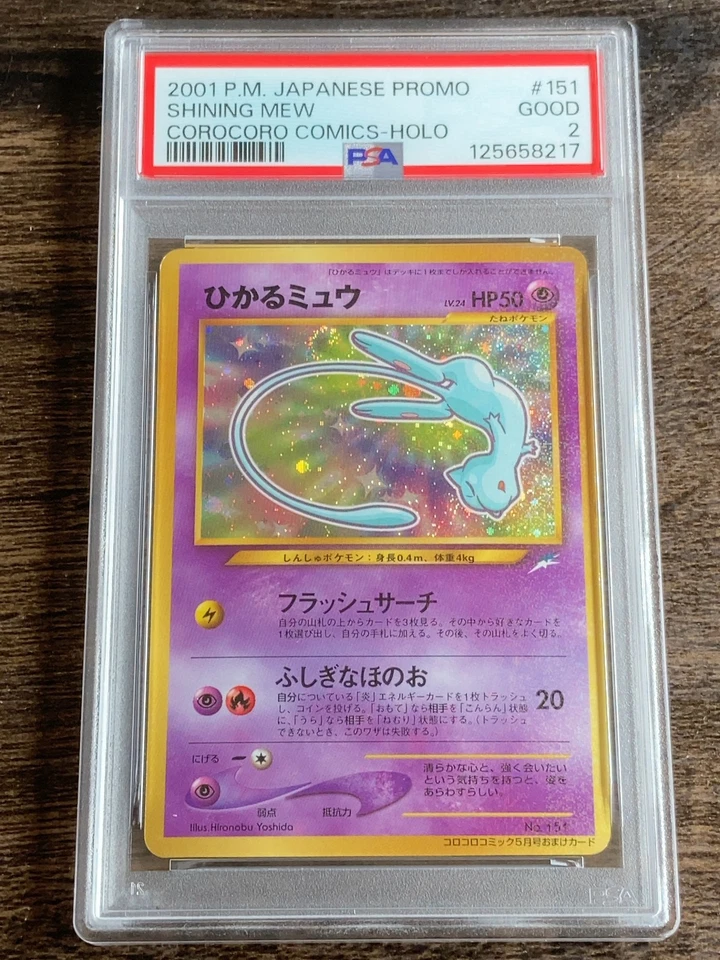 2001 P.M. JAPANESE PROMO #151
SHINING MEW GOOD
COROCORO COMICS-HOLO 2
PSA 125658217
「ひかるミュウ」はデッキに1枚までしか入れることができません。
ひかるミュウ LV.24 HP50
たねポケモン
しんしゅポケモン：身長0.4m、体重4kg
フラッシュサーチ
自分の山札の上からカードを3枚見る。その中から好きなカードを
1枚選び出し、自分の手札に加える。その後、その山札をよく切る。
ふしぎなほのお
自分についている「炎」エネルギーカードを1枚トラッシュ
し、コインを投げる。「おもて」なら相手を「こんらん」状態
に、「うら」なら相手を「ねむり」状態にする。(トラッシュ
できないとき、このワザは失敗する。)
20
にげる
弱点 抵抗力
清らかな心と、強く会いたい
という気持ちを持つと、姿を
あらわすらしい。
Illus.Hironobu Yoshida
No.151
コロコロコミック5月号おまけカード
PSA